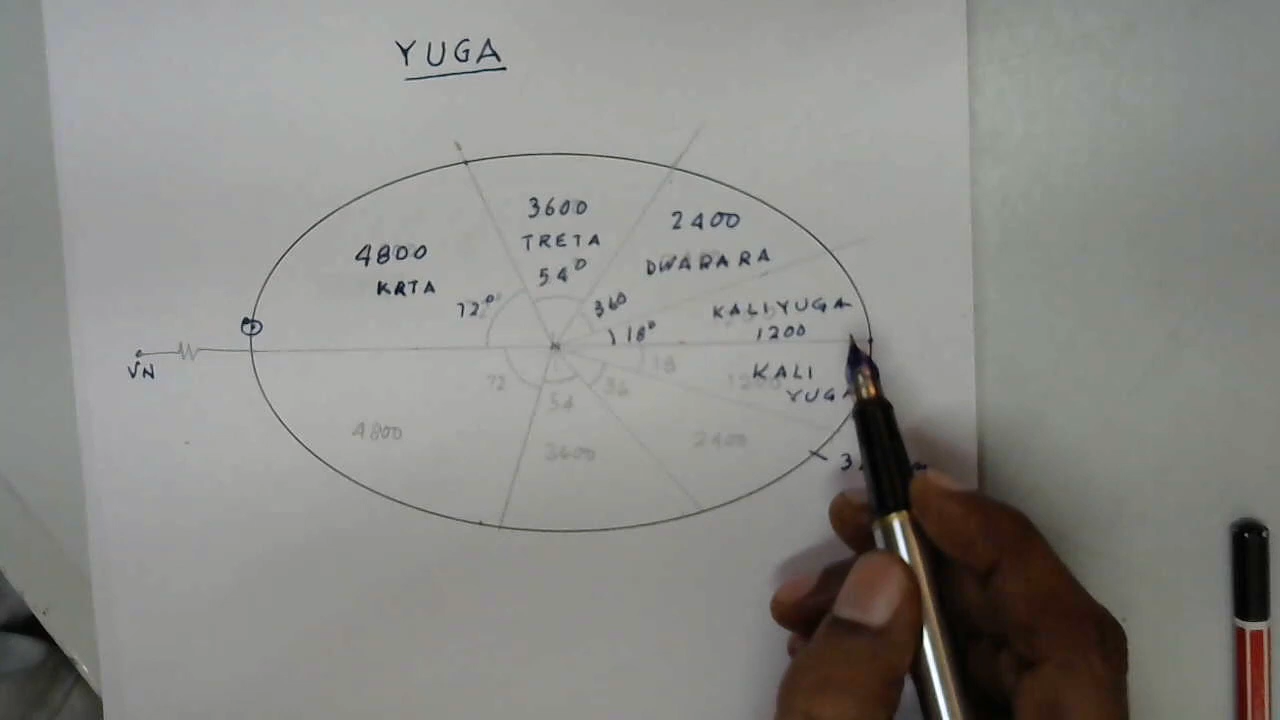 YUGA
3600
TRETA
54°
2400
DWAPARA
4800
KRTA
72°
36°
18°
KALIYUGA
1200
VN
KALI
YUGA
72
54
36
18
1200
4800
3600
2400